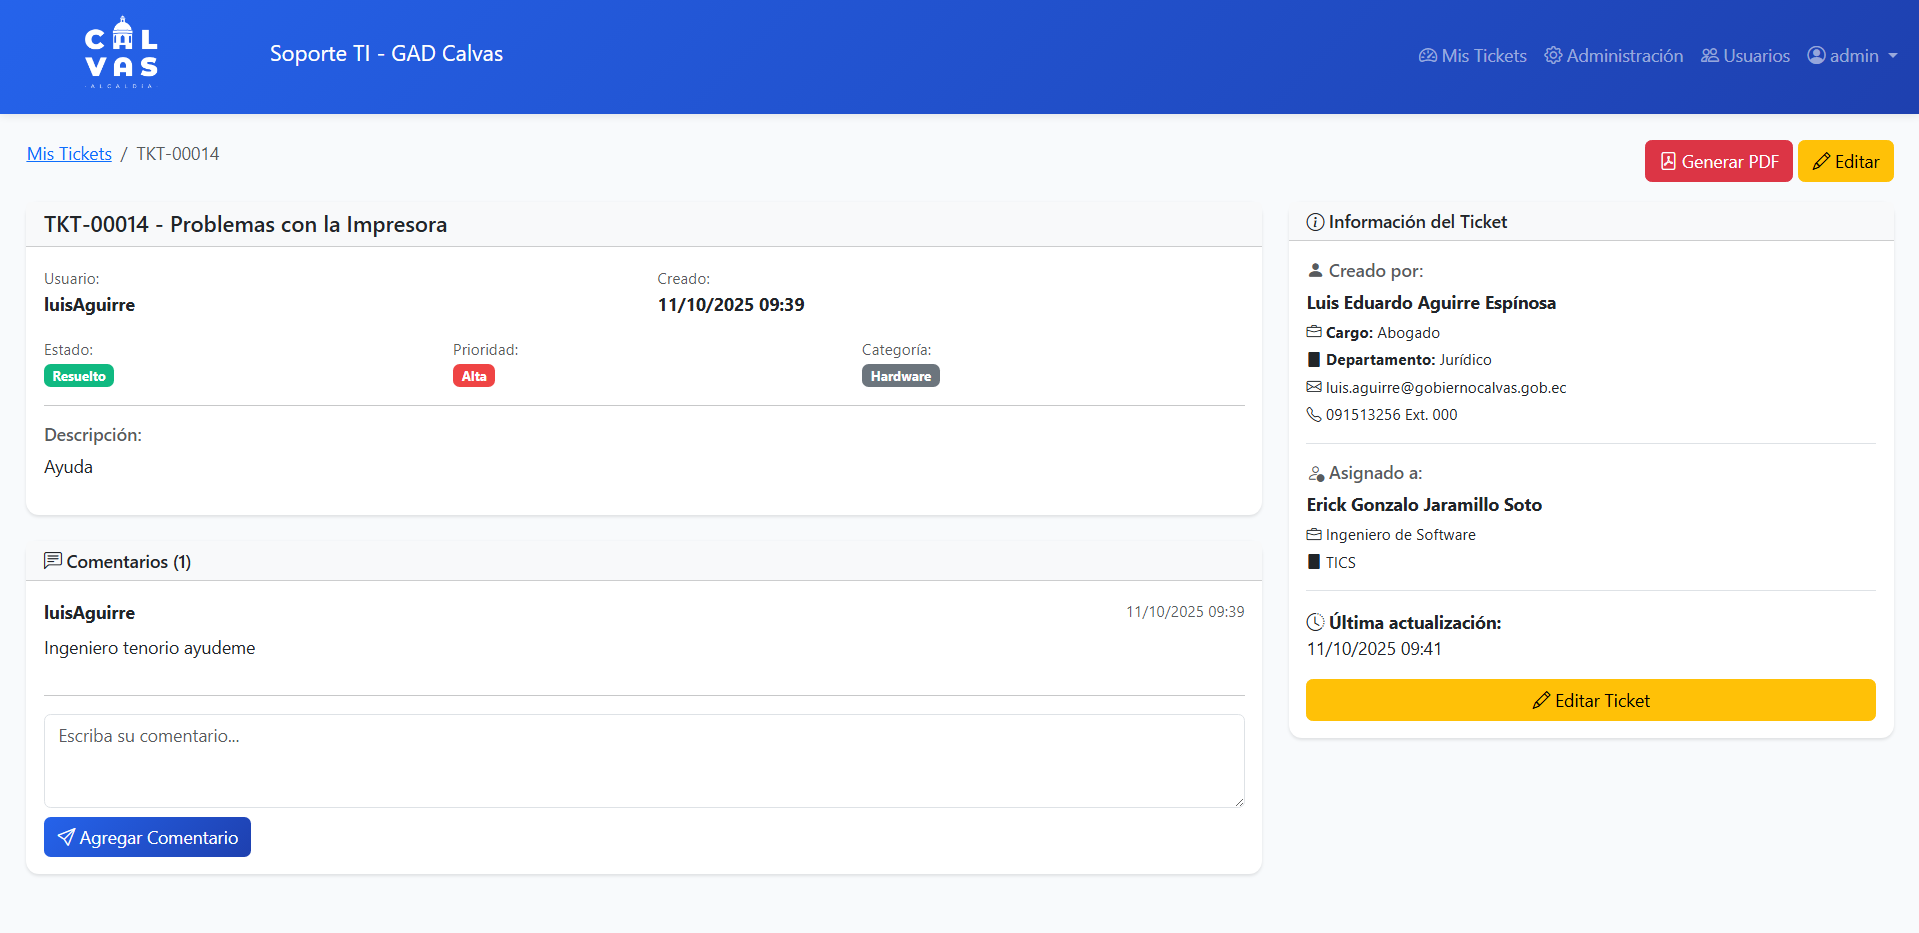 CAL
VAS
ALCALDÍA
Soporte TI - GAD Calvas
Mis Tickets
Administración
Usuarios
admin
Mis Tickets / TKT-00014
Generar PDF
Editar
TKT-00014 - Problemas con la Impresora
Usuario:
luisAguirre
Creado:
11/10/2025 09:39
Estado:
Resuelto
Prioridad:
Alta
Categoría:
Hardware
Descripción:
Ayuda
Comentarios (1)
luisAguirre
11/10/2025 09:39
Ingeniero tenorio ayudeme
Escriba su comentario...
Agregar Comentario
Información del Ticket
Creado por:
Luis Eduardo Aguirre Espínosa
Cargo: Abogado
Departamento: Jurídico
luis.aguirre@gobiernocalvas.gob.ec
091513256 Ext. 000
Asignado a:
Erick Gonzalo Jaramillo Soto
Ingeniero de Software
TICS
Última actualización:
11/10/2025 09:41
Editar Ticket